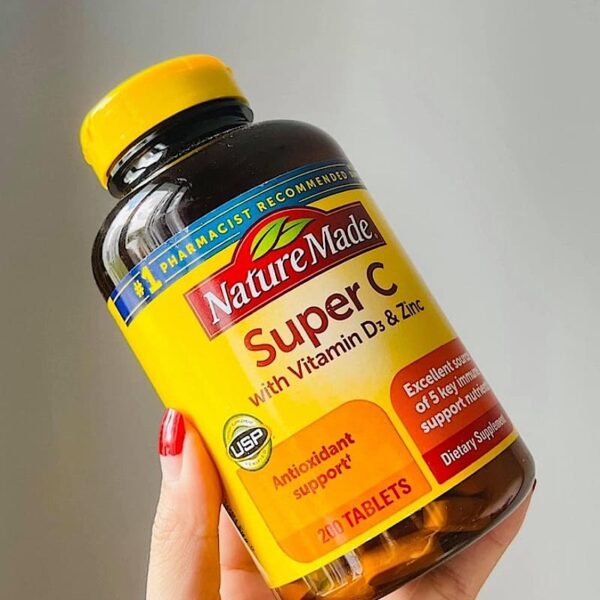 #1 PHARMACIST RECOMMENDED
Nature Made®
Super C
with Vitamin D3 & Zinc
Excellent source
of 5 key immune
support nutrients
Dietary Supplement
USP
Antioxidant
support†
200 TABLETS